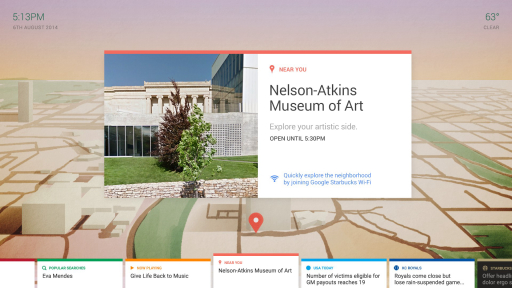 5:13PM
6TH AUGUST 2014
63°
CLEAR
NEAR YOU
Nelson-Atkins
Museum of Art
Explore your artistic side.
OPEN UNTIL 5:30PM
Quickly explore the neighborhood
by joining Google Starbucks Wi-Fi
POPULAR SEARCHES
Eva Mendes
NOW PLAYING
Give Life Back to Music
NEAR YOU
Nelson-Atkins Museum of Art
USA TODAY
Number of victims eligible for
GM payouts reaches 19
KC ROYALS
Royals come close but
lose rain-suspended game...
STARBUCKS
Offer headli
dolor ergo s